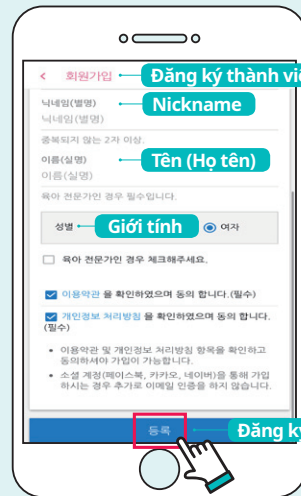 < 회원가입 Đăng ký thành viê
닉네임(별명) Nickname
닉네임(별명)
중복되지 않는 2자 이상.
이름(실명) Tên (Họ tên)
이름(실명)
육아 전문가인 경우 필수입니다.
성별 Giới tính 여자
육아 전문가인 경우 체크해주세요.
이용약관 을 확인하였으며 동의 합니다.(필수)
개인정보 처리방침 을 확인하였으며 동의 합니다.
(필수)
• 이용약관 및 개인정보 처리방침 항목을 확인하고
동의하셔야 가입이 가능합니다.
• 소셜 계정(페이스북, 카카오, 네이버)을 통해 가입
하시는 경우 추가로 이메일 인증을 하지 않습니다.
등록 Đăng ký